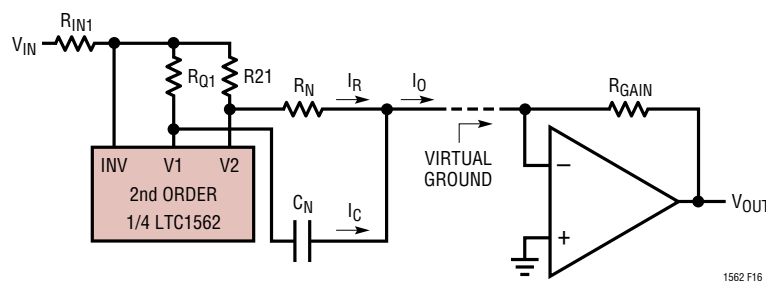 R_IN1
V_IN
R_Q1
R21
R_N
I_R
I_O
R_GAIN
VIRTUAL
GROUND
INV V1 V2
2nd ORDER
1/4 LTC1562
C_N
I_C
–
+
V_OUT
1562 F16